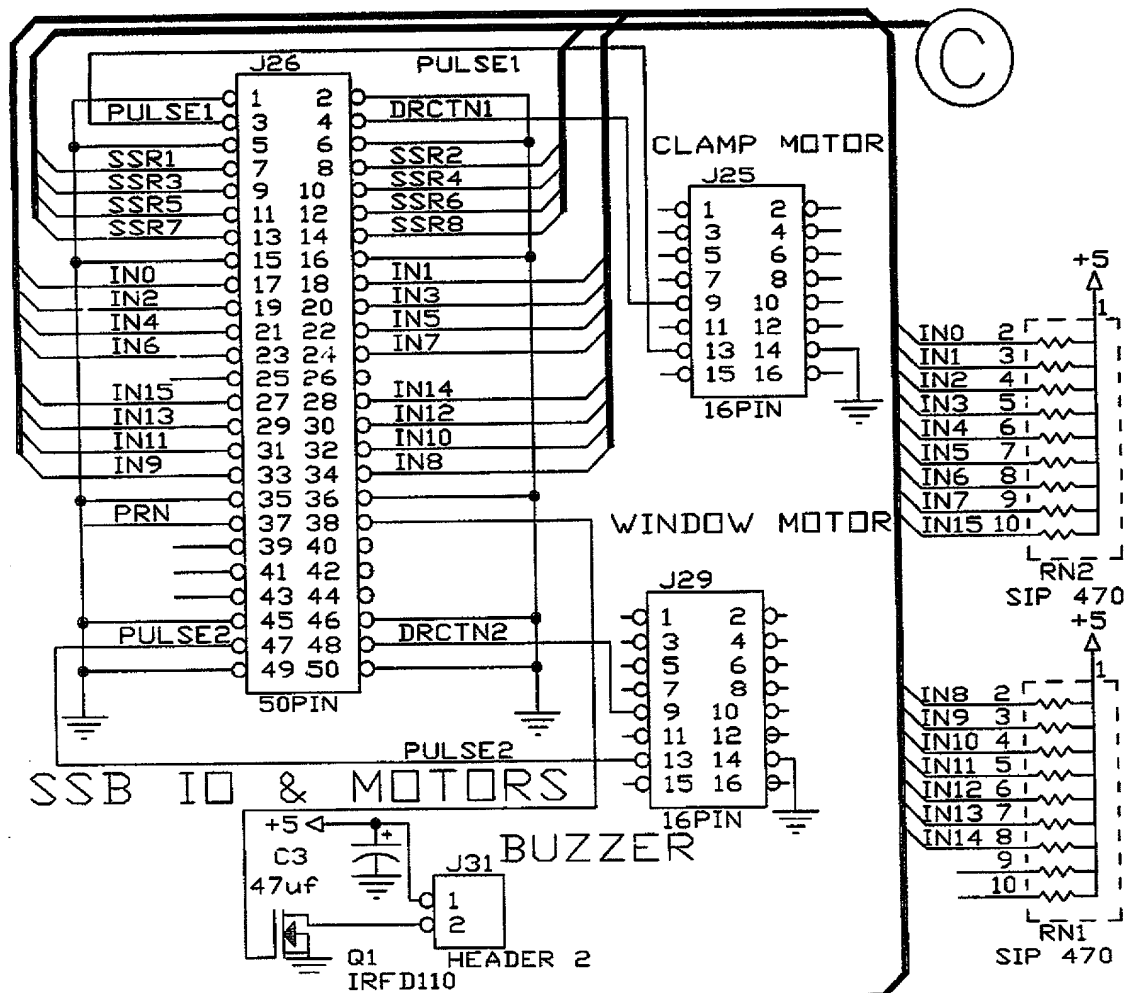 C
J26
PULSE1
PULSE1 1 2 DRCTN1
3 4
5 6
SSR1 7 8 SSR2
SSR3 9 10 SSR4
SSR5 11 12 SSR6
SSR7 13 14 SSR8
15 16
IN0 17 18 IN1
IN2 19 20 IN3
IN4 21 22 IN5
IN6 23 24 IN7
25 26
IN15 27 28 IN14
IN13 29 30 IN12
IN11 31 32 IN10
IN9 33 34 IN8
35 36
PRN 37 38
39 40
41 42
43 44
45 46
PULSE2 47 48 DRCTN2
49 50
50PIN
CLAMP MOTOR
J25
1 2
3 4
5 6
7 8
9 10
11 12
13 14
15 16
16PIN
WINDOW MOTOR
J29
1 2
3 4
5 6
7 8
9 10
11 12
PULSE2 13 14
15 16
16PIN
SSB IO & MOTORS
+5
+
C3
47uf
BUZZER
J31
1
2
HEADER 2
Q1
IRFD110
+5
1
IN0 2
IN1 3
IN2 4
IN3 5
IN4 6
IN5 7
IN6 8
IN7 9
IN15 10
RN2
SIP 470
+5
1
IN8 2
IN9 3
IN10 4
IN11 5
IN12 6
IN13 7
IN14 8
9
10
RN1
SIP 470